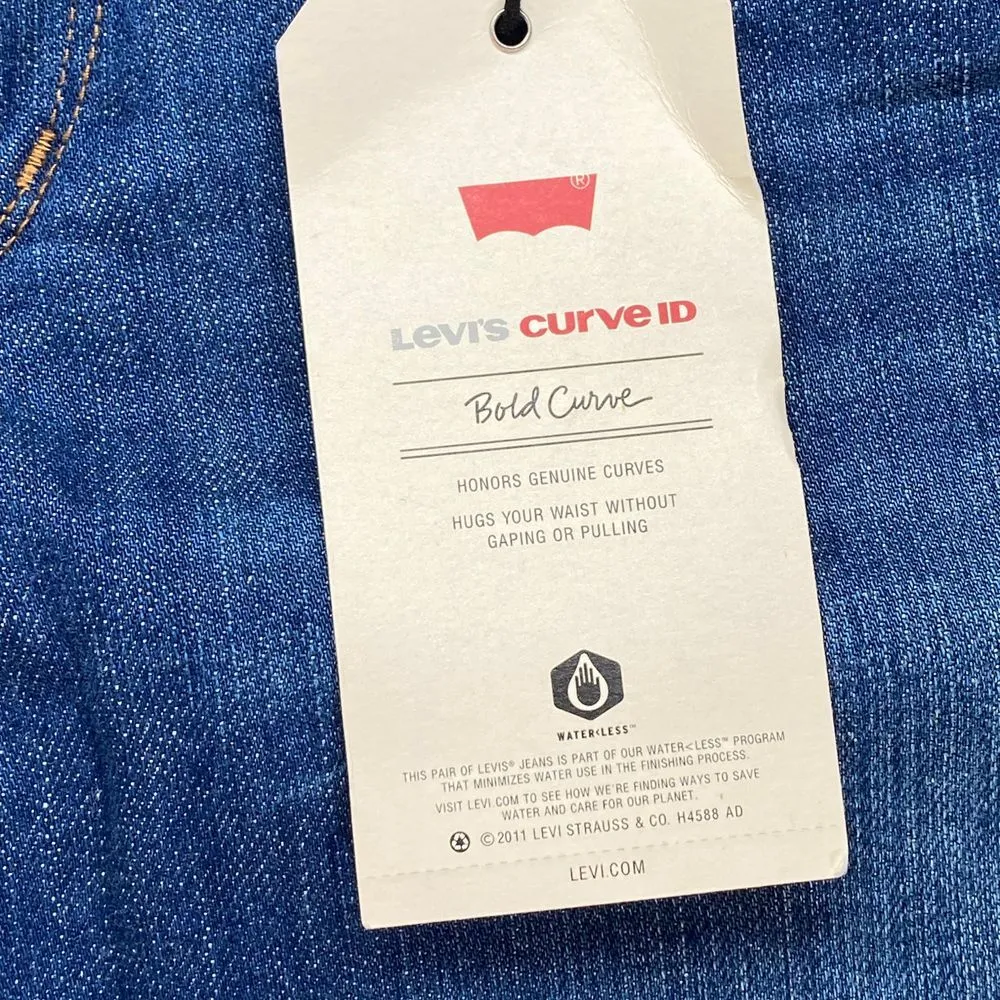 ®
Levi's Curve ID
Bold Curve
HONORS GENUINE CURVES
HUGS YOUR WAIST WITHOUT
GAPING OR PULLING
WATER<LESS™
THIS PAIR OF LEVI'S® JEANS IS PART OF OUR WATER<LESS™ PROGRAM
THAT MINIMIZES WATER USE IN THE FINISHING PROCESS.
VISIT LEVI.COM TO SEE HOW WE'RE FINDING WAYS TO SAVE
WATER AND CARE FOR OUR PLANET.
©2011 LEVI STRAUSS & CO. H4588 AD
LEVI.COM